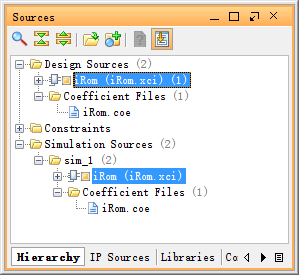 Sources
Design Sources (2)
iRom (iRom.xci) (1)
Coefficient Files (1)
iRom.coe
Constraints
Simulation Sources (2)
sim_1 (2)
iRom (iRom.xci)
Coefficient Files (1)
iRom.coe
Hierarchy IP Sources Libraries Co